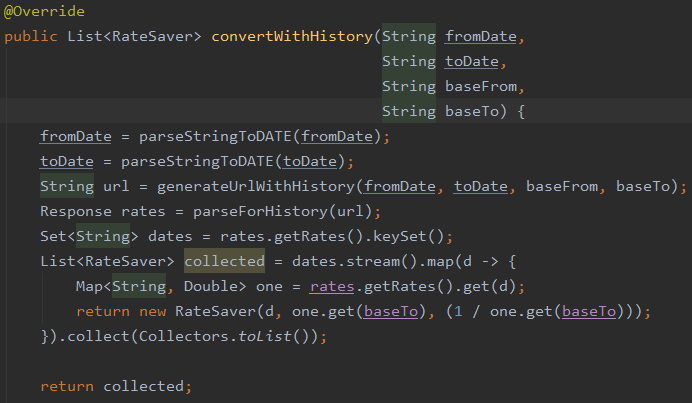 @Override
public List<RateSaver> convertWithHistory(String fromDate,
String toDate,
String baseFrom,
String baseTo) {
fromDate = parseStringToDATE(fromDate);
toDate = parseStringToDATE(toDate);
String url = generateUrlWithHistory(fromDate, toDate, baseFrom, baseTo);
Response rates = parseForHistory(url);
Set<String> dates = rates.getRates().keySet();
List<RateSaver> collected = dates.stream().map(d -> {
Map<String, Double> one = rates.getRates().get(d);
return new RateSaver(d, one.get(baseTo), (1 / one.get(baseTo)));
}).collect(Collectors.toList());
return collected;